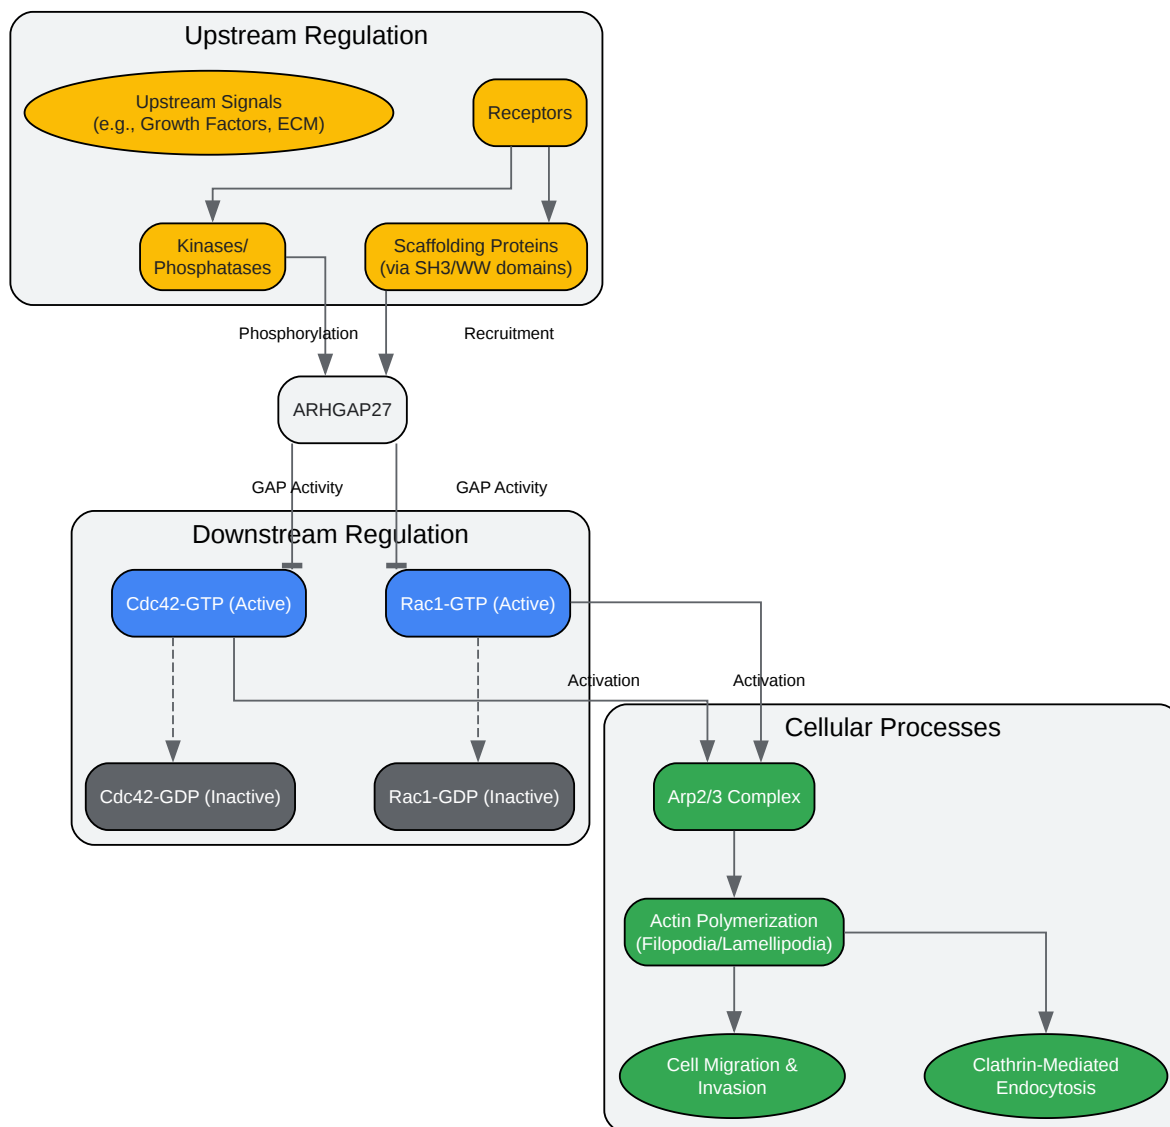 Upstream Regulation
Upstream Signals
(e.g., Growth Factors, ECM)
Receptors
Kinases/
Phosphatases
Scaffolding Proteins
(via SH3/WW domains)
Phosphorylation
Recruitment
ARHGAP27
GAP Activity
GAP Activity
Downstream Regulation
Cdc42-GTP (Active)
Rac1-GTP (Active)
Activation
Activation
Cellular Processes
Cdc42-GDP (Inactive)
Rac1-GDP (Inactive)
Arp2/3 Complex
Actin Polymerization
(Filopodia/Lamellipodia)
Cell Migration &
Invasion
Clathrin-Mediated
Endocytosis